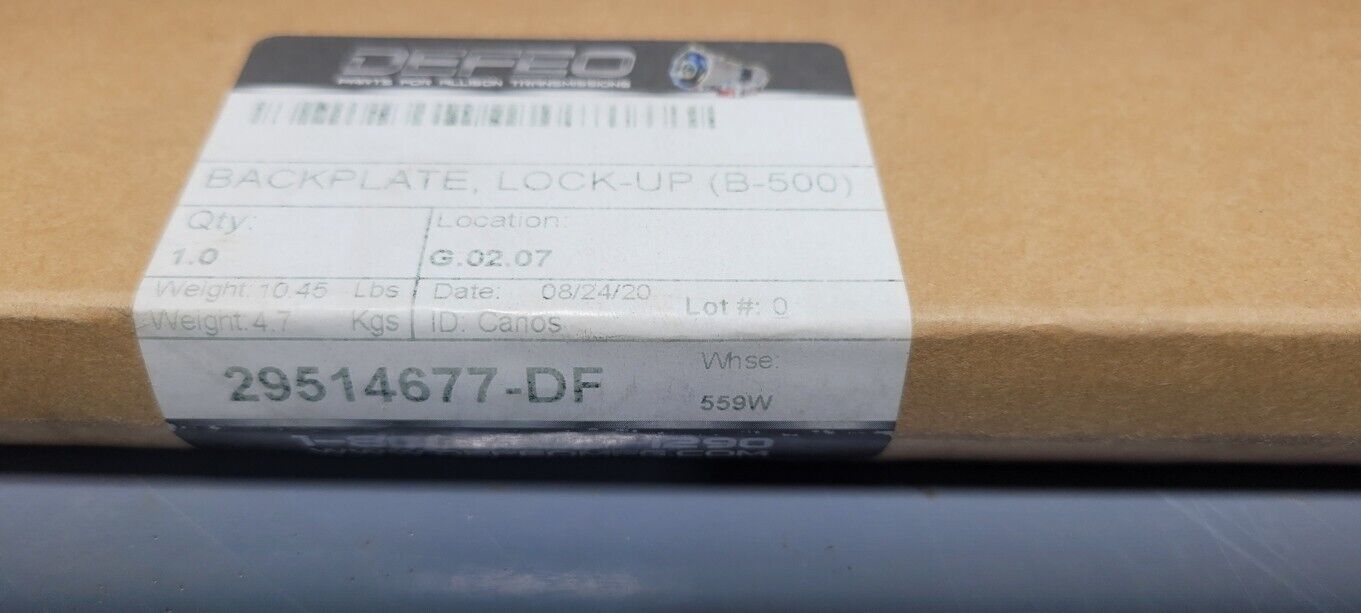 DEFEO
PARTS FOR ALLISON TRANSMISSIONS
BACKPLATE, LOCK-UP (B-500)
Qty: Location:
1.0 G.02.07
Weight: 10.45 Lbs Date: 08/24/20 Lot #: 0
Weight: 4.7 Kgs ID: Canos
Whse:
29514677-DF 559W